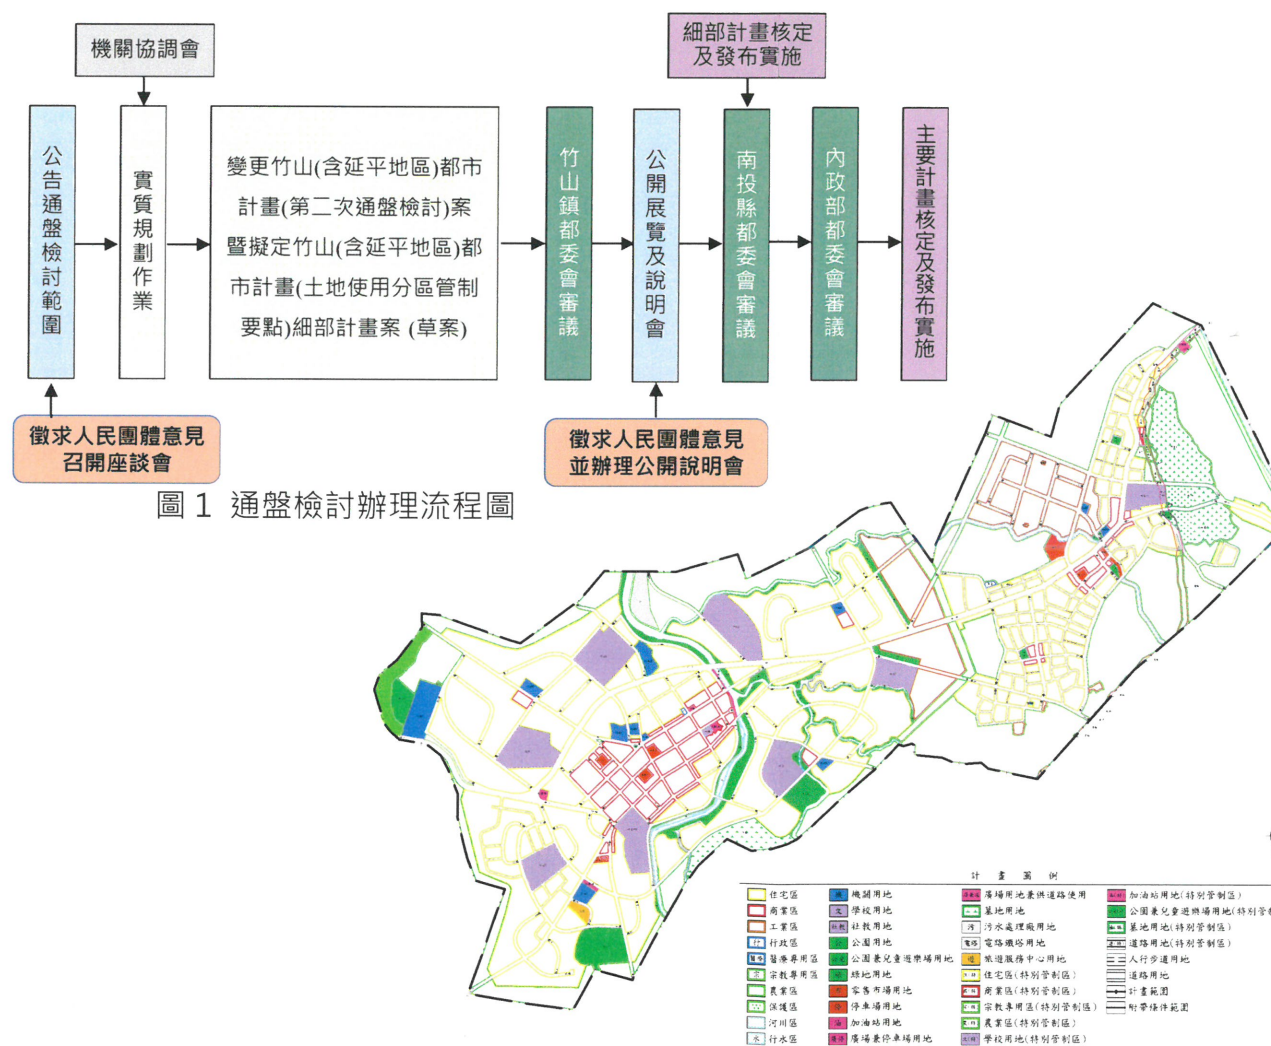 機關協調會
細部計畫核定
及發布實施
公告通盤檢討範圍
實質規劃作業
變更竹山(含延平地區)都市
計畫(第二次通盤檢討)案
暨擬定竹山(含延平地區)都
市計畫(土地使用分區管制
要點)細部計畫案 (草案)
竹山鎮都委會審議
公開展覽及說明會
南投縣都委會審議
內政部都委會審議
主要計畫核定及發布實施
徵求人民團體意見
召開座談會
徵求人民團體意見
並辦理公開說明會
圖 1 通盤檢討辦理流程圖
計 畫 圖 例
住宅區
商業區
工業區
行政區
醫療專用區
宗教專用區
農業區
保護區
河川區
行水區
機關用地
學校用地
社教用地
公園用地
公園兼兒童遊樂場用地
綠地用地
零售市場用地
停車場用地
加油站用地
廣場兼停車場用地
廣場用地兼供道路使用
墓地用地
污水處理廠用地
電路鐵塔用地
旅遊服務中心用地
住宅區(特別管制區)
商業區(特別管制區)
宗教專用區(特別管制區)
農業區(特別管制區)
學校用地(特別管制區)
加油站用地(特別管制區)
公園兼兒童遊樂場用地(特別管制
墓地用地(特別管制區)
道路用地(特別管制區)
人行步道用地
道路用地
計畫範圍
附帶條件範圍